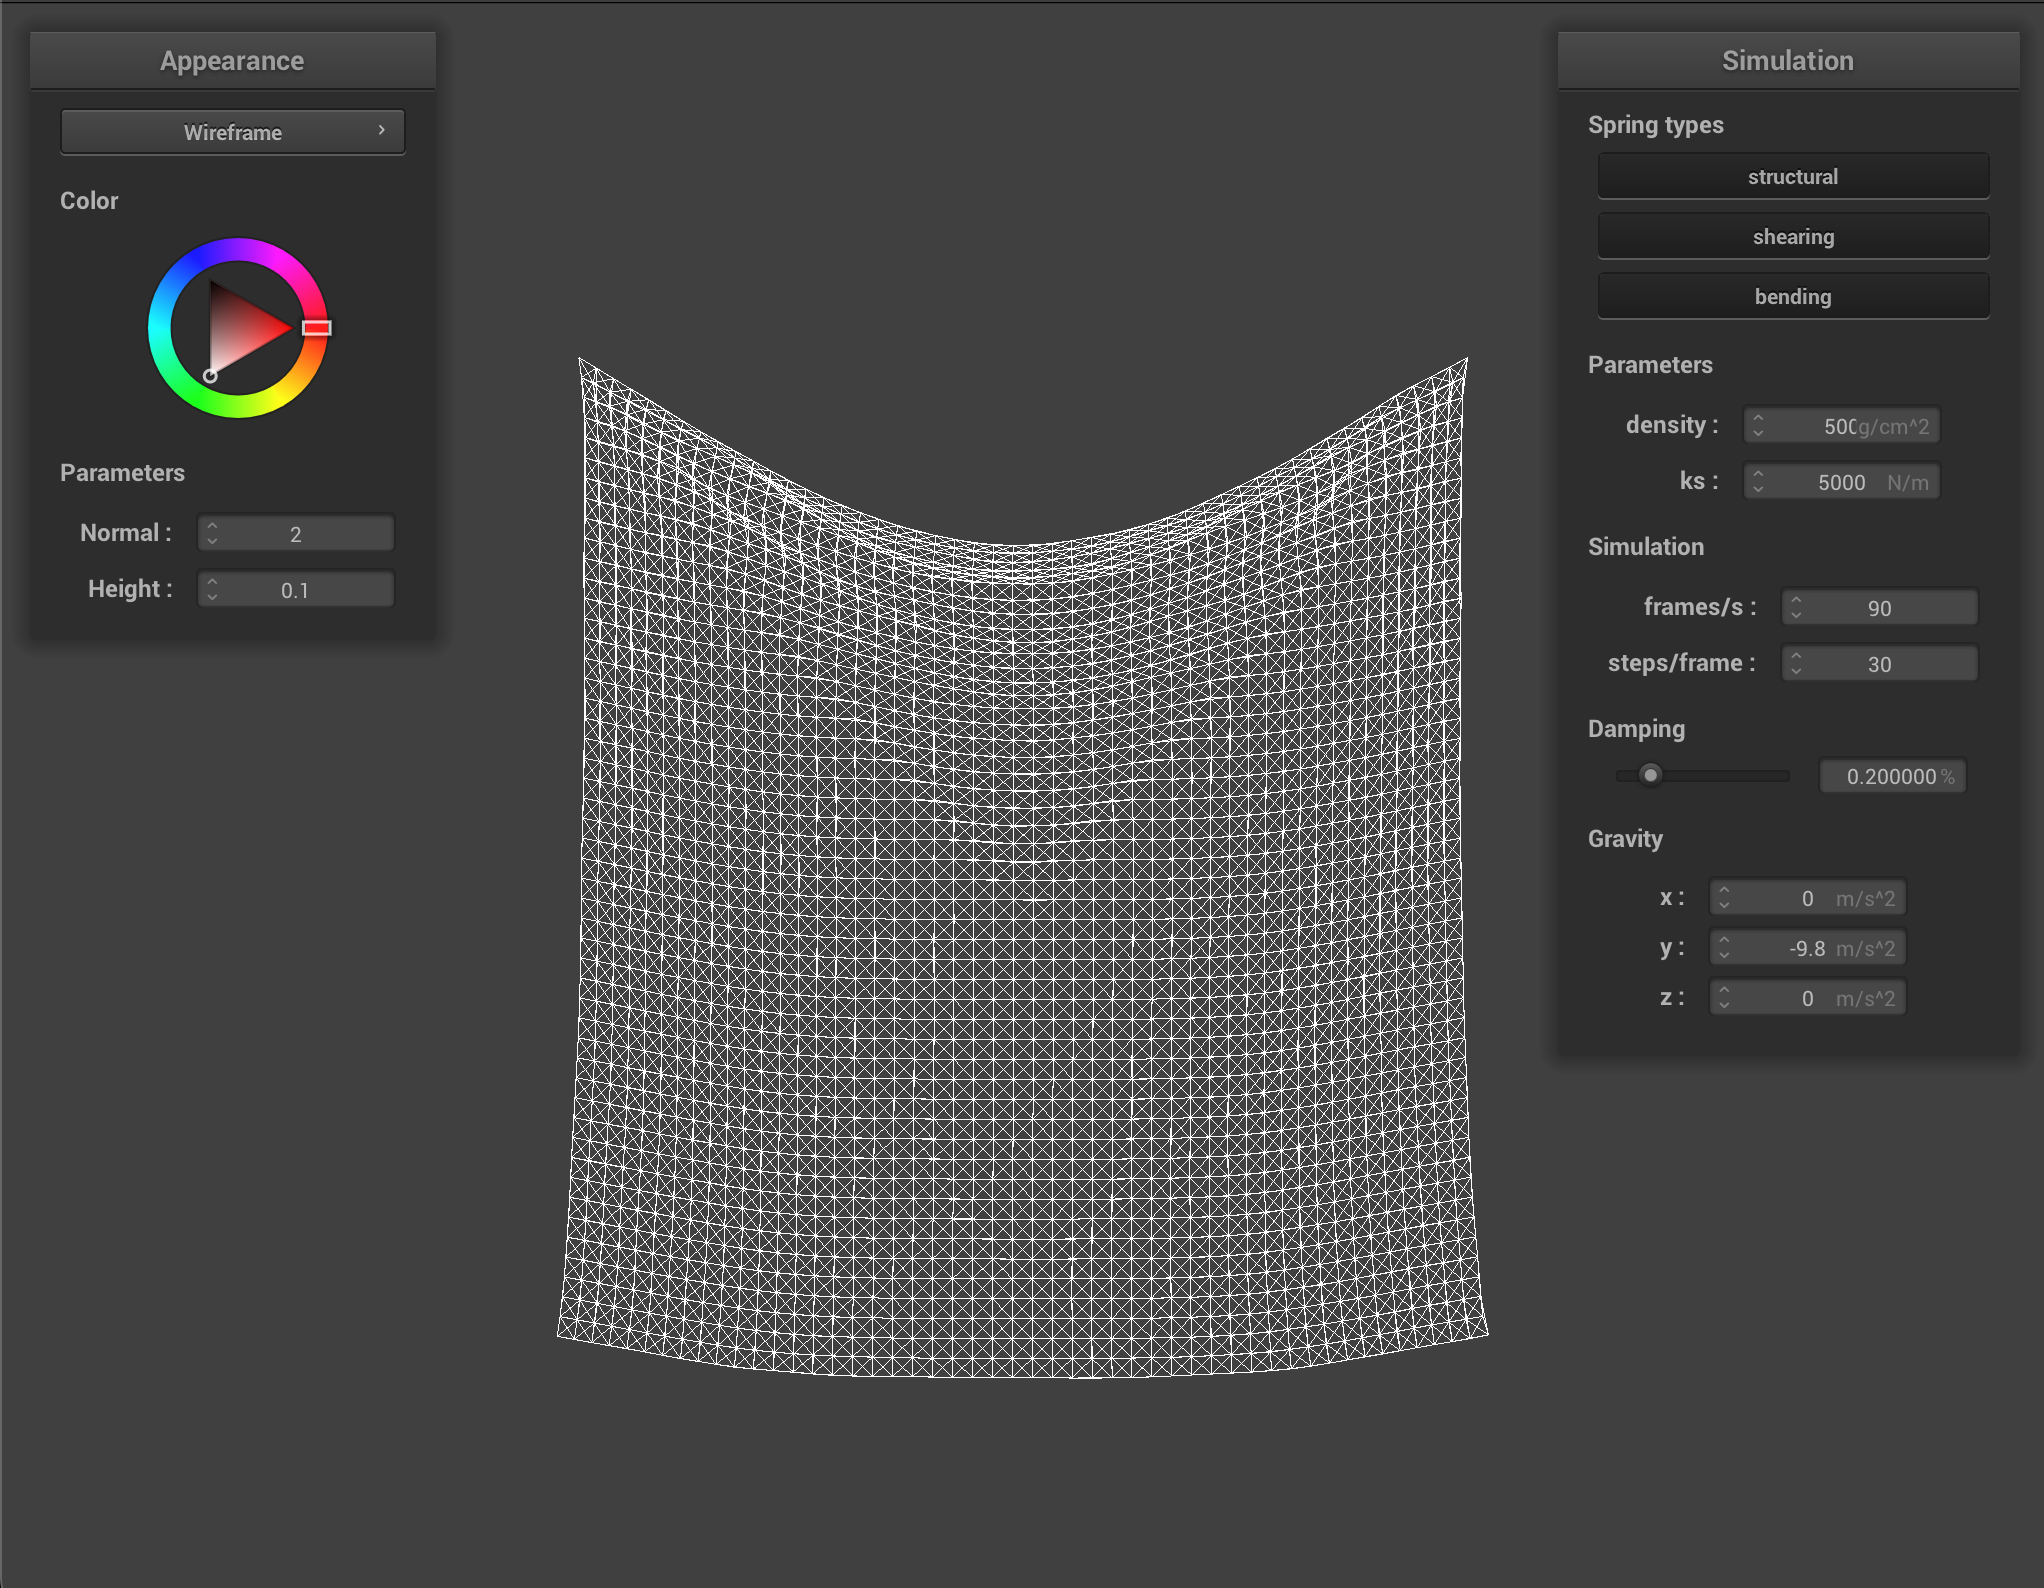 Appearance
Wireframe
Color
Parameters
Normal : 2
Height : 0.1
Simulation
Spring types
structural
shearing
bending
Parameters
density : 500 g/cm^2
ks : 5000 N/m
Simulation
frames/s : 90
steps/frame : 30
Damping
0.200000 %
Gravity
x : 0 m/s^2
y : -9.8 m/s^2
z : 0 m/s^2